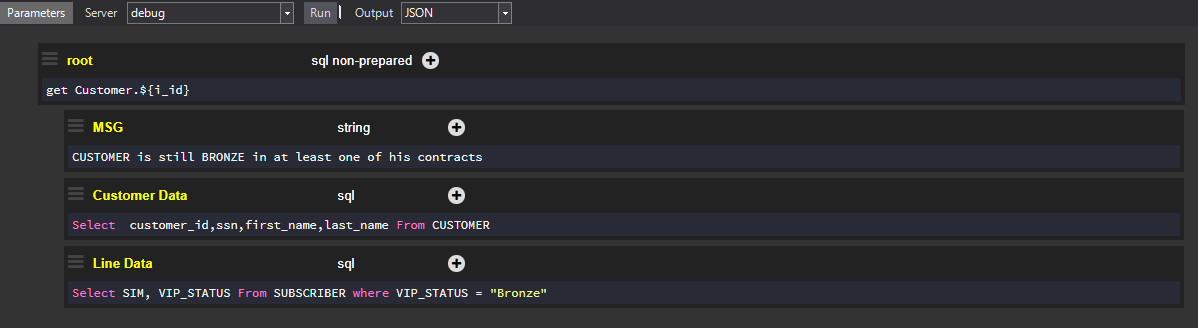 Parameters Server debug Run Output JSON
root sql non-prepared
get Customer.${i_id}
MSG string
CUSTOMER is still BRONZE in at least one of his contracts
Customer Data sql
Select  customer_id,ssn,first_name,last_name From CUSTOMER
Line Data sql
Select SIM, VIP_STATUS From SUBSCRIBER where VIP_STATUS = "Bronze"